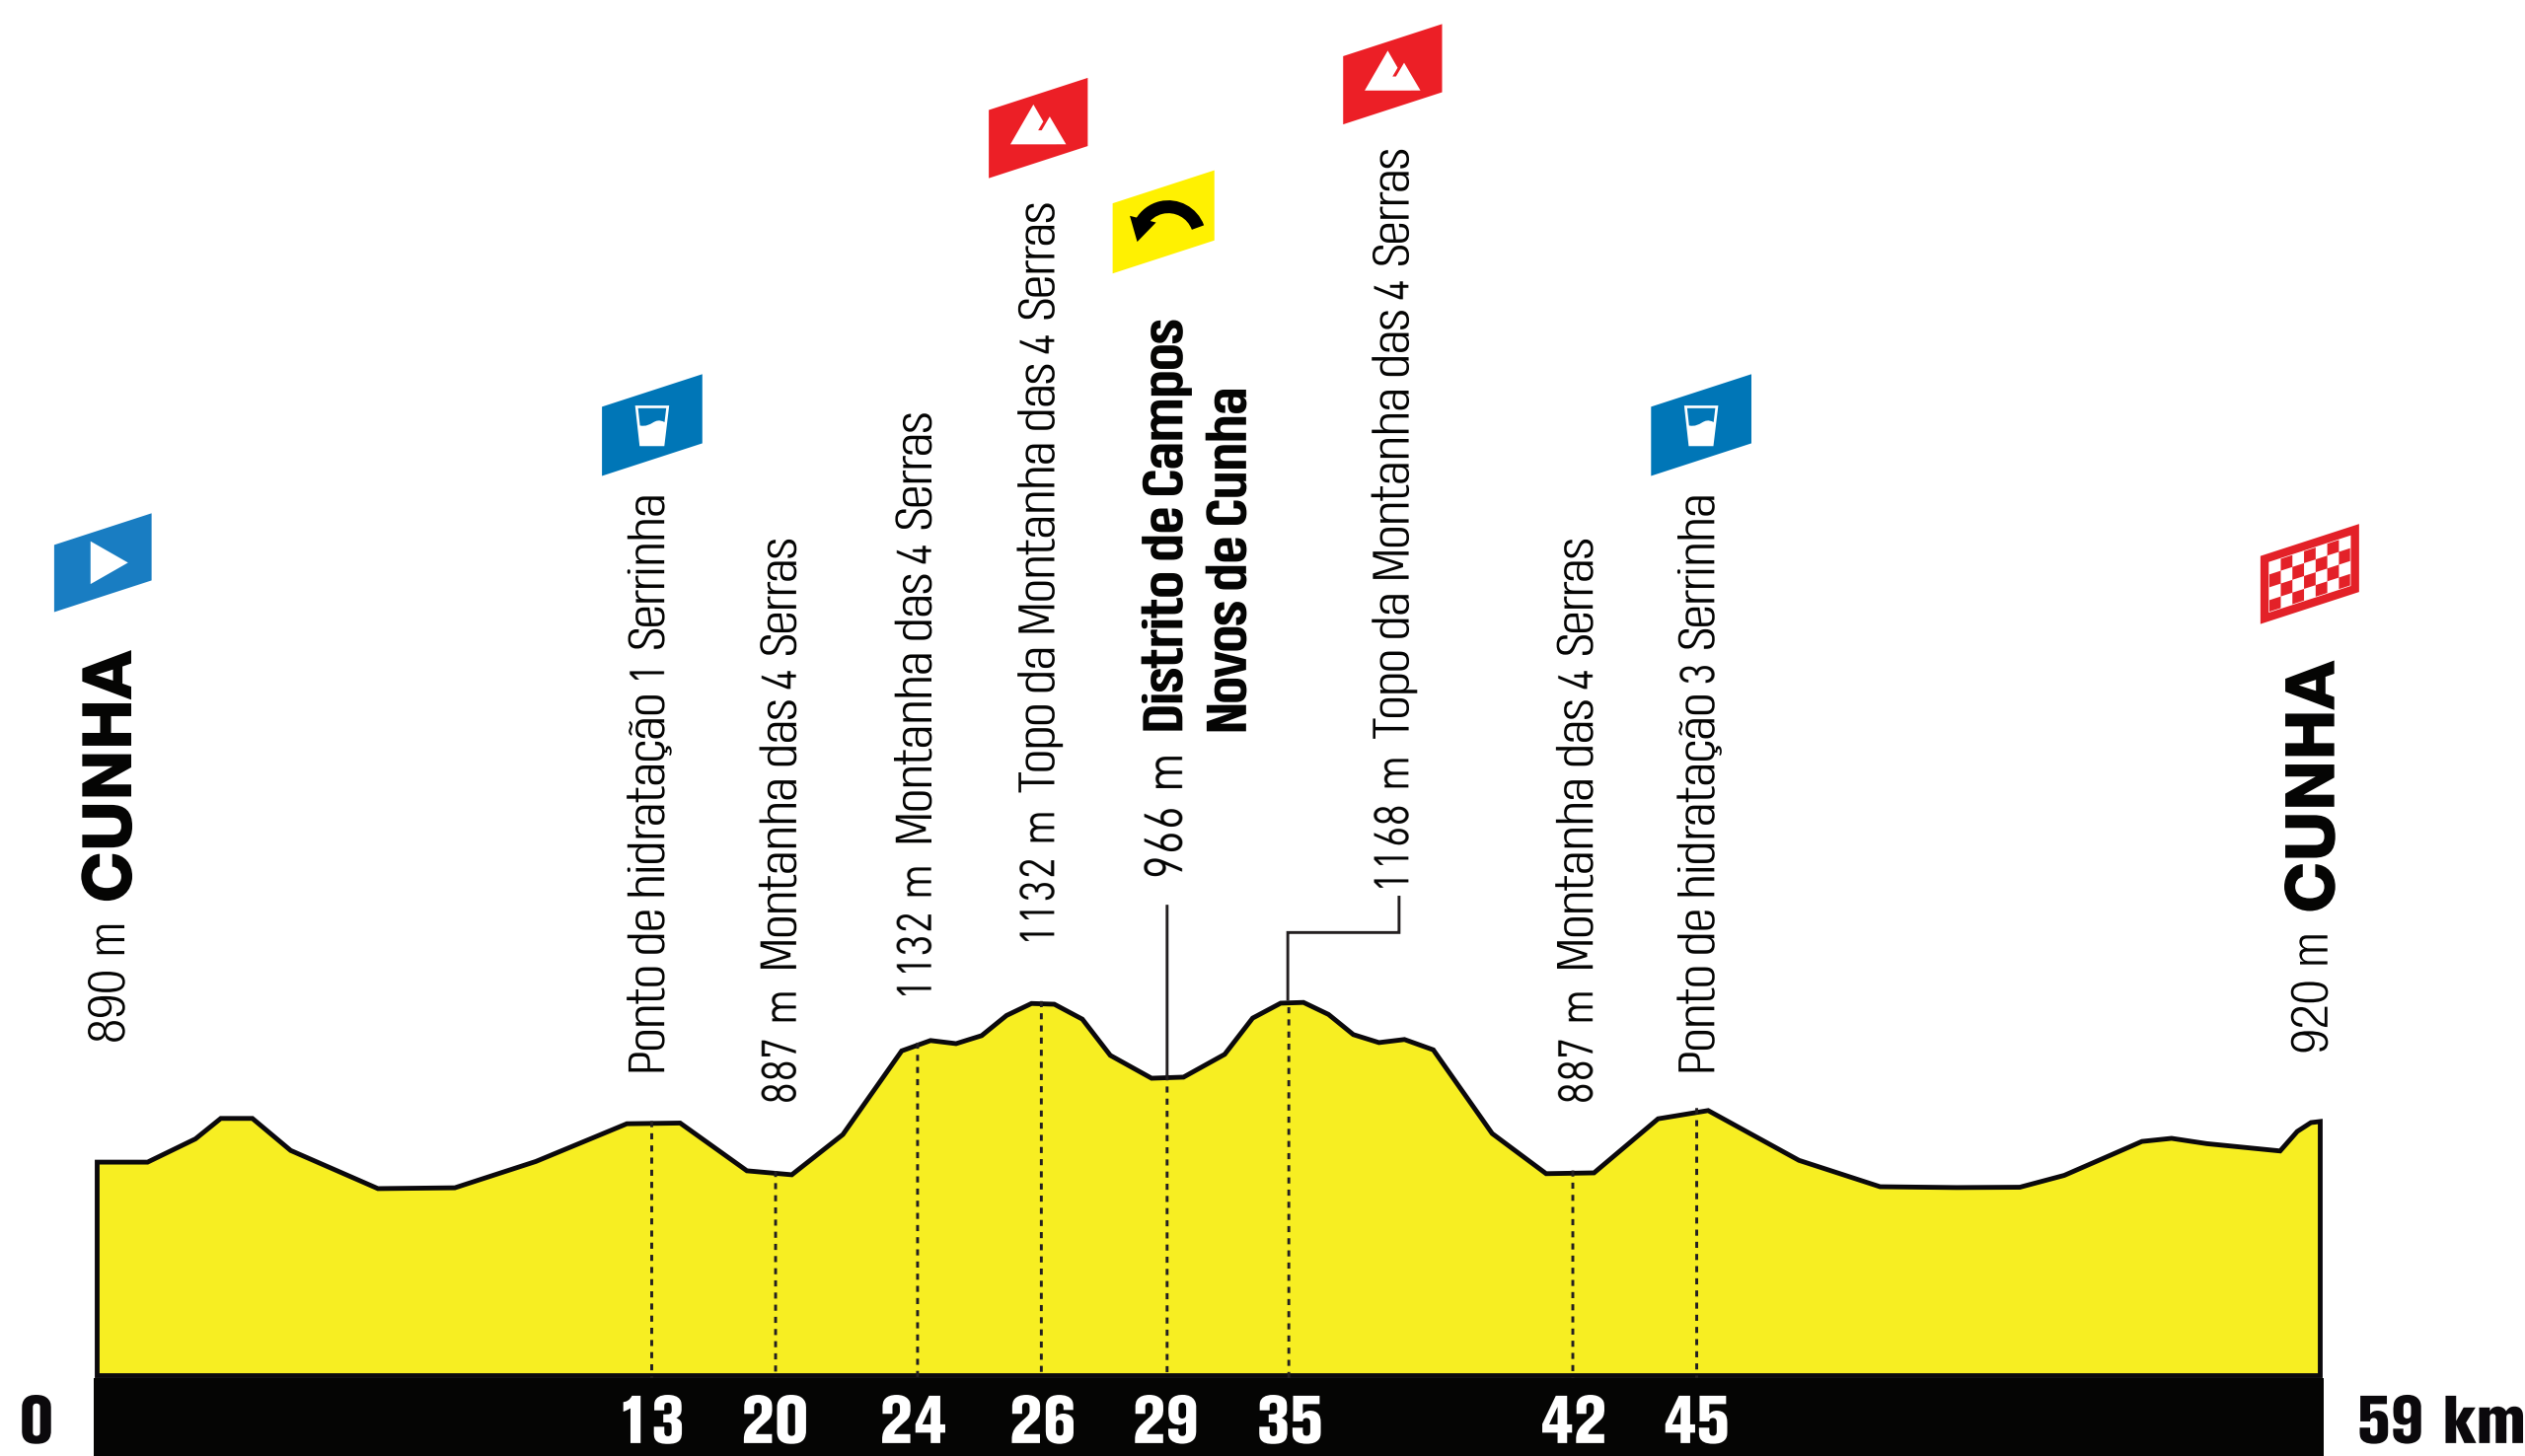 890 m CUNHA
Ponto de hidratação 1 Serrinha
887 m Montanha das 4 Serras
1132 m Montanha das 4 Serras
1132 m Topo da Montanha das 4 Serras
966 m Distrito de Campos
Novos de Cunha
1168 m Topo da Montanha das 4 Serras
887 m Montanha das 4 Serras
Ponto de hidratação 3 Serrinha
920 m CUNHA
0 13 20 24 26 29 35 42 45 59 km